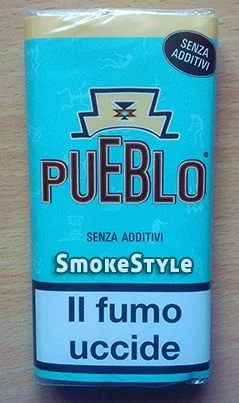 SENZA
ADDITIVI
PUEBLO®
SENZA ADDITIVI
SMOKESTYLE
Il fumo
uccide